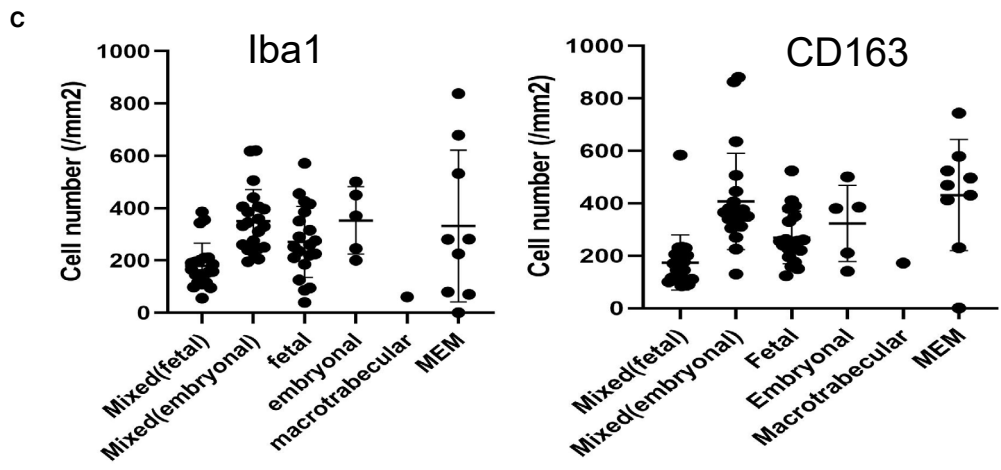 C
Iba1
Cell number (/mm2)
1000
800
600
400
200
0
Mixed(fetal)
Mixed(embryonal)
fetal
embryonal
macrotrabecular
MEM
CD163
Cell number (/mm2)
1000
800
600
400
200
0
Mixed(fetal)
Mixed(embryonal)
Fetal
Embryonal
Macrotrabecular
MEM